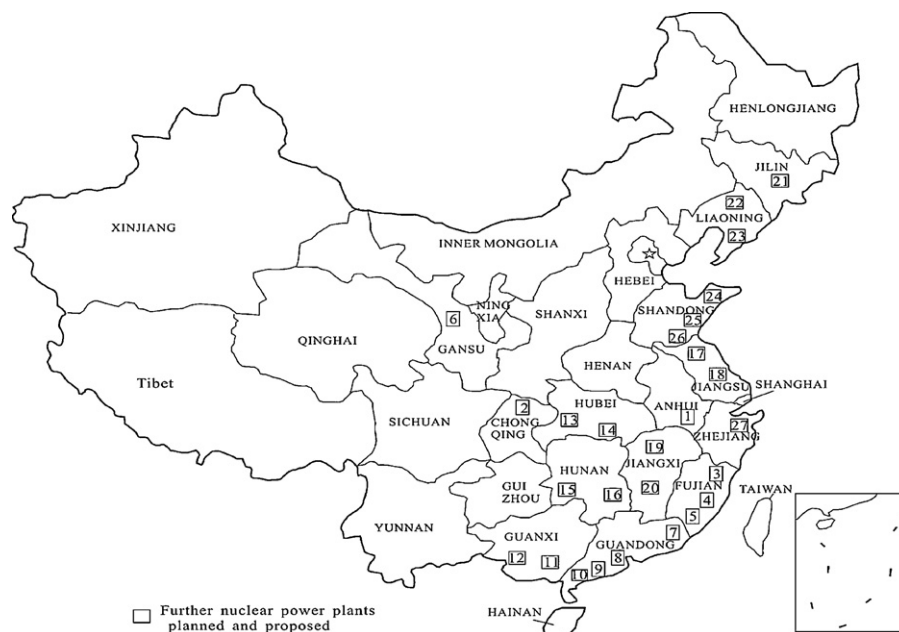 HENLONGJIANG
JILIN
21
22
LIAONING
23
XINJIANG
INNER MONGOLIA
HEBEI
NING
XIA
6
GANSU
SHANXI
24
SHANDONG
25
26
QINGHAI
17
18
JIANGSU
SHANGHAI
HENAN
Tibet
SICHUAN
2
CHONG
QING
HUBEI
13
14
ANHUI
1
27
ZHEJIANG
19
JIANGXI
20
HUNAN
15
16
3
FUJIAN
4
5
TAIWAN
GUI
ZHOU
YUNNAN
GUANXI
12
11
GUANDONG
7
8
9
10
HAINAN
Further nuclear power plants
planned and proposed